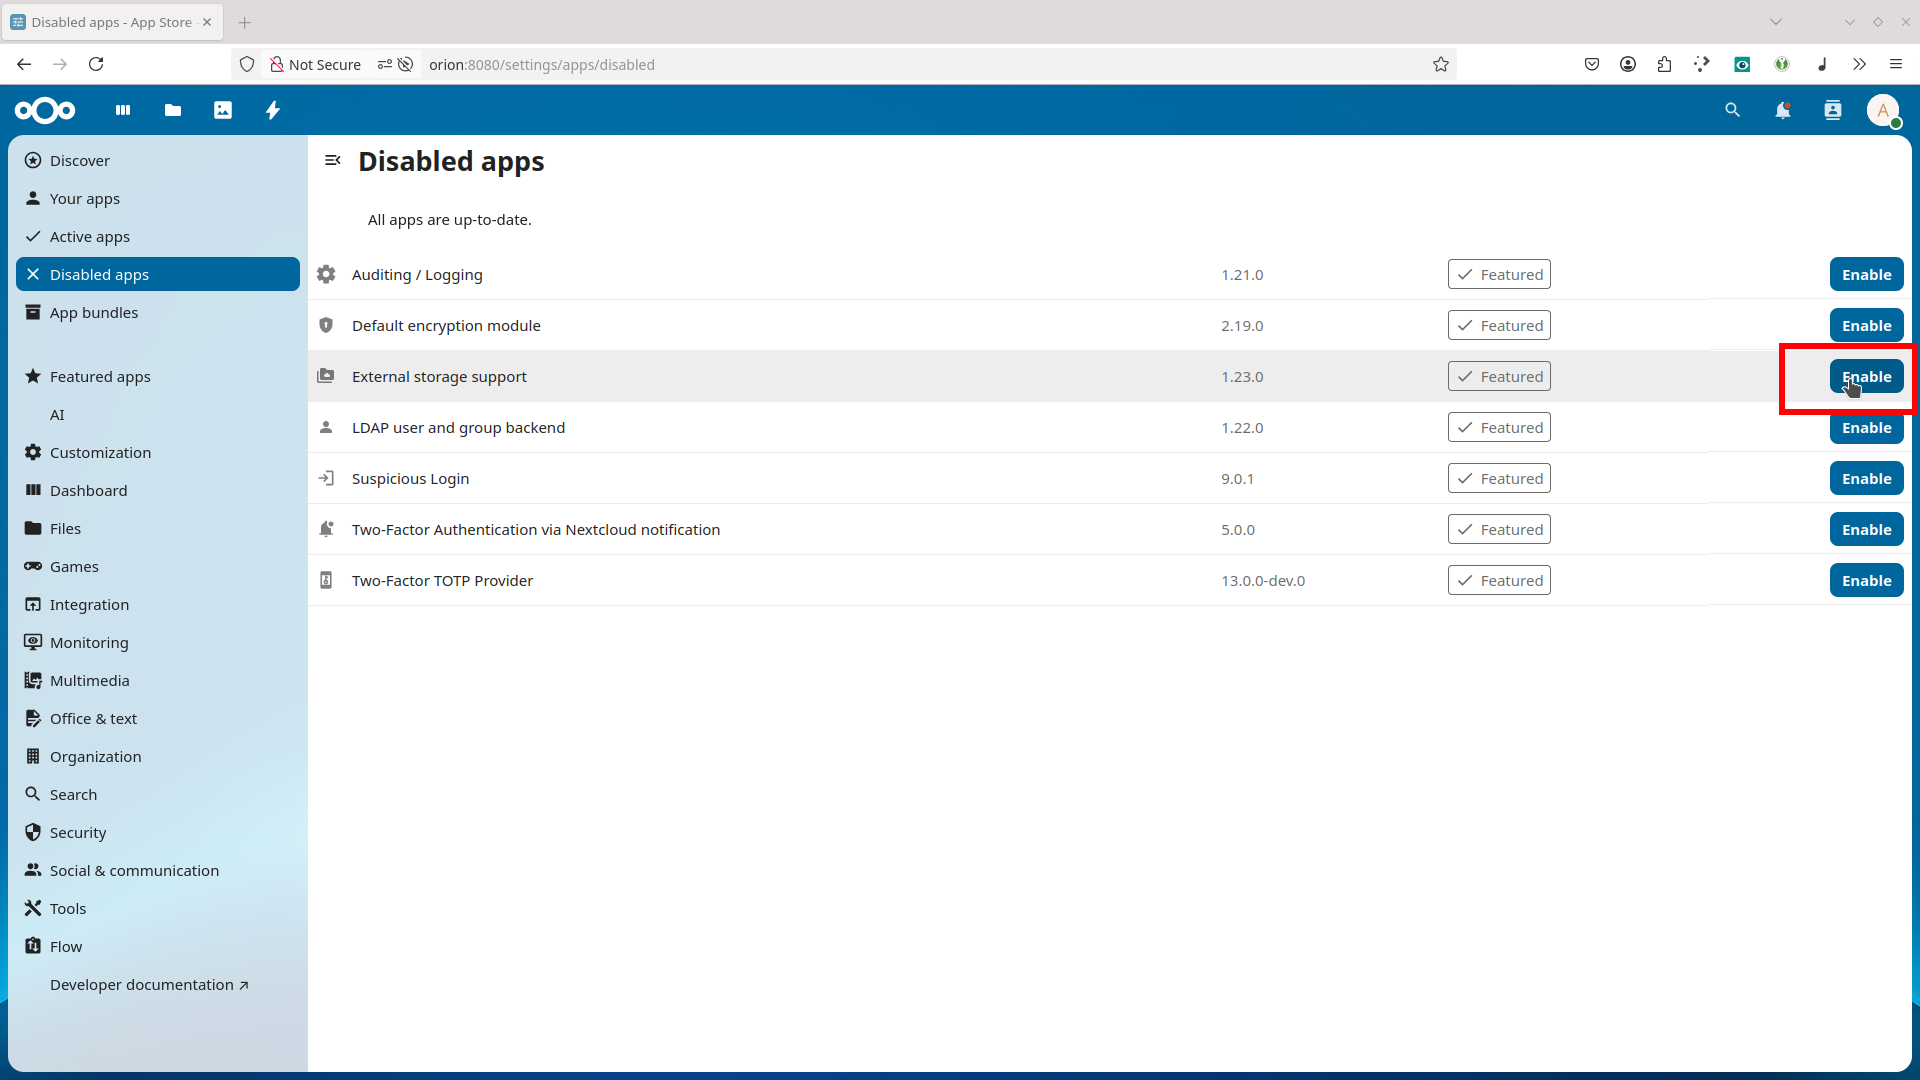 Disabled apps - App Store
Not Secure
orion:8080/settings/apps/disabled
A
Discover
Your apps
Active apps
Disabled apps
App bundles
Featured apps
AI
Customization
Dashboard
Files
Games
Integration
Monitoring
Multimedia
Office & text
Organization
Search
Security
Social & communication
Tools
Flow
Developer documentation ↗
Disabled apps
All apps are up-to-date.
Auditing / Logging 1.21.0 Featured Enable
Default encryption module 2.19.0 Featured Enable
External storage support 1.23.0 Featured Enable
LDAP user and group backend 1.22.0 Featured Enable
Suspicious Login 9.0.1 Featured Enable
Two-Factor Authentication via Nextcloud notification 5.0.0 Featured Enable
Two-Factor TOTP Provider 13.0.0-dev.0 Featured Enable